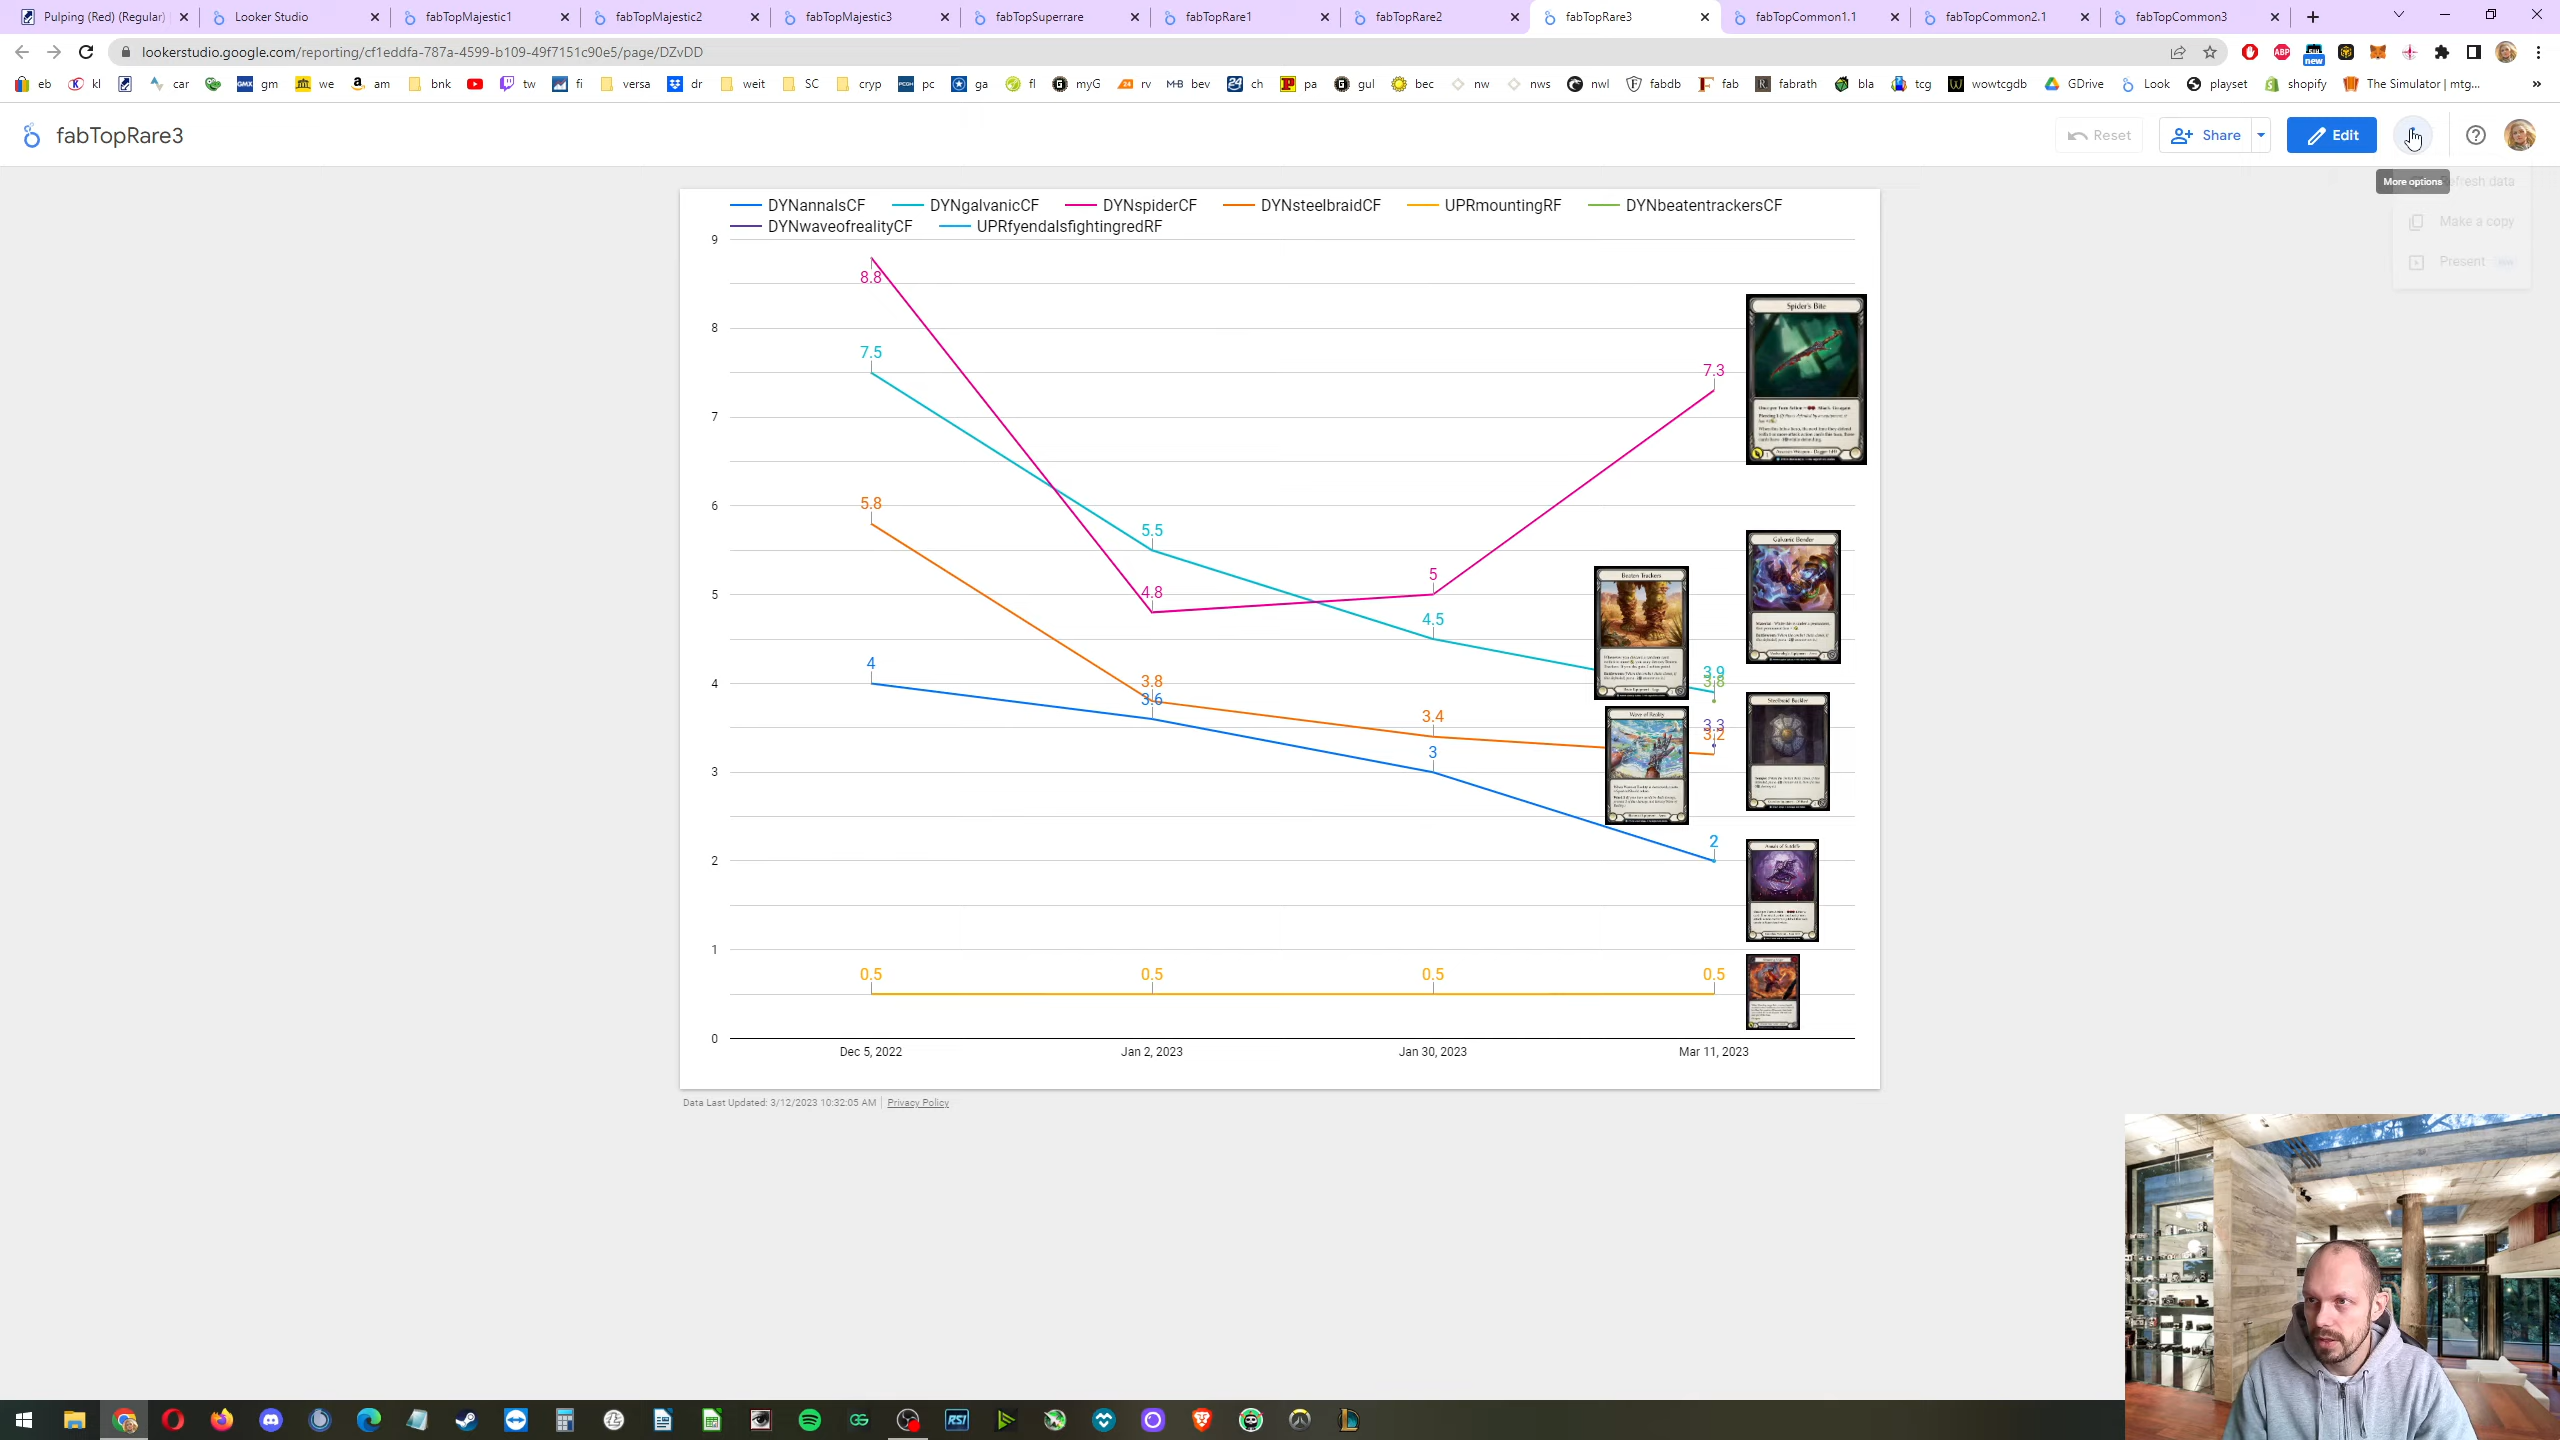 Pulping (Red) (Regular)
Looker Studio
fabTopMajestic1
fabTopMajestic2
fabTopMajestic3
fabTopSuperrare
fabTopRare1
fabTopRare2
fabTopRare3
fabTopCommon1.1
fabTopCommon2.1
fabTopCommon3
lookerstudio.google.com/reporting/cf1eddfa-787a-4599-b109-49f7151c90e5/page/DZvDD
eb kl car gm we am bnk tw fi versa dr weit SC cryp pc ga fl myG rv bev ch pa gul bec nw nws nwl fabdb fab fabrath bla tcg wowtcgdb GDrive Look playset shopify The Simulator | mtg... »
fabTopRare3
Reset
Share
Edit
More options
Refresh data
Make a copy
Present
DYNannalsCF DYNgalvanicCF DYNspiderCF DYNsteelbraidCF UPRmountingRF DYNbeatentrackersCF
DYNwaveofrealityCF UPRfyendalsfightingredRF
9
8
7
6
5
4
3
2
1
0
8.8
7.5
5.8
4
0.5
5.5
4.8
3.8
3.6
0.5
5
4.5
3.4
3
0.5
7.3
3.9
3.8
3.3
3.2
2
0.5
Spider's Bite
Galvanic Bender
Beaten Trackers
Wave of Reality
Steelbraid Buckler
Annals of Sutcliffe
Dec 5, 2022
Jan 2, 2023
Jan 30, 2023
Mar 11, 2023
Data Last Updated: 3/12/2023 10:32:05 AM
Privacy Policy